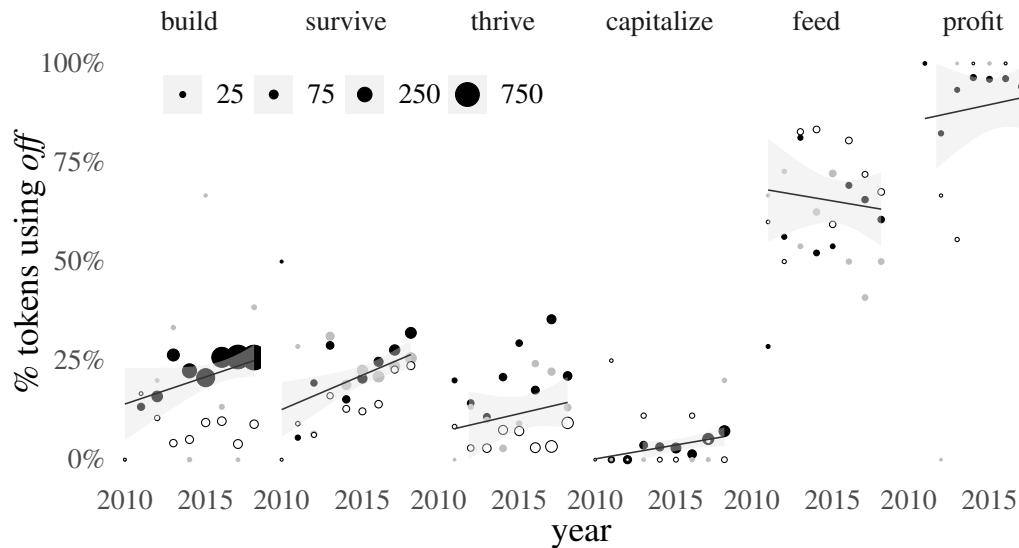 build survive thrive capitalize feed profit
100%
25 75 250 750
75%
50%
25%
0%
% tokens using off
2010 2015 2010 2015 2010 2015 2010 2015 2010 2015 2010 2015
year